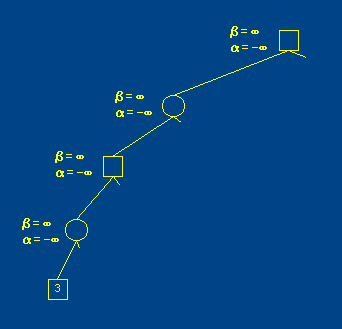 β = ∞
α = −∞
β = ∞
α = −∞
β = ∞
α = −∞
β = ∞
α = −∞
3